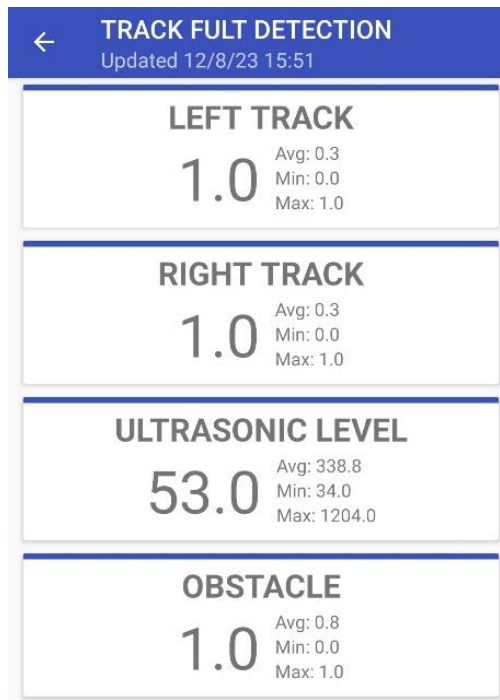 TRACK FULT DETECTION
Updated 12/8/23 15:51
LEFT TRACK
1.0
Avg: 0.3
Min: 0.0
Max: 1.0
RIGHT TRACK
1.0
Avg: 0.3
Min: 0.0
Max: 1.0
ULTRASONIC LEVEL
53.0
Avg: 338.8
Min: 34.0
Max: 1204.0
OBSTACLE
1.0
Avg: 0.8
Min: 0.0
Max: 1.0